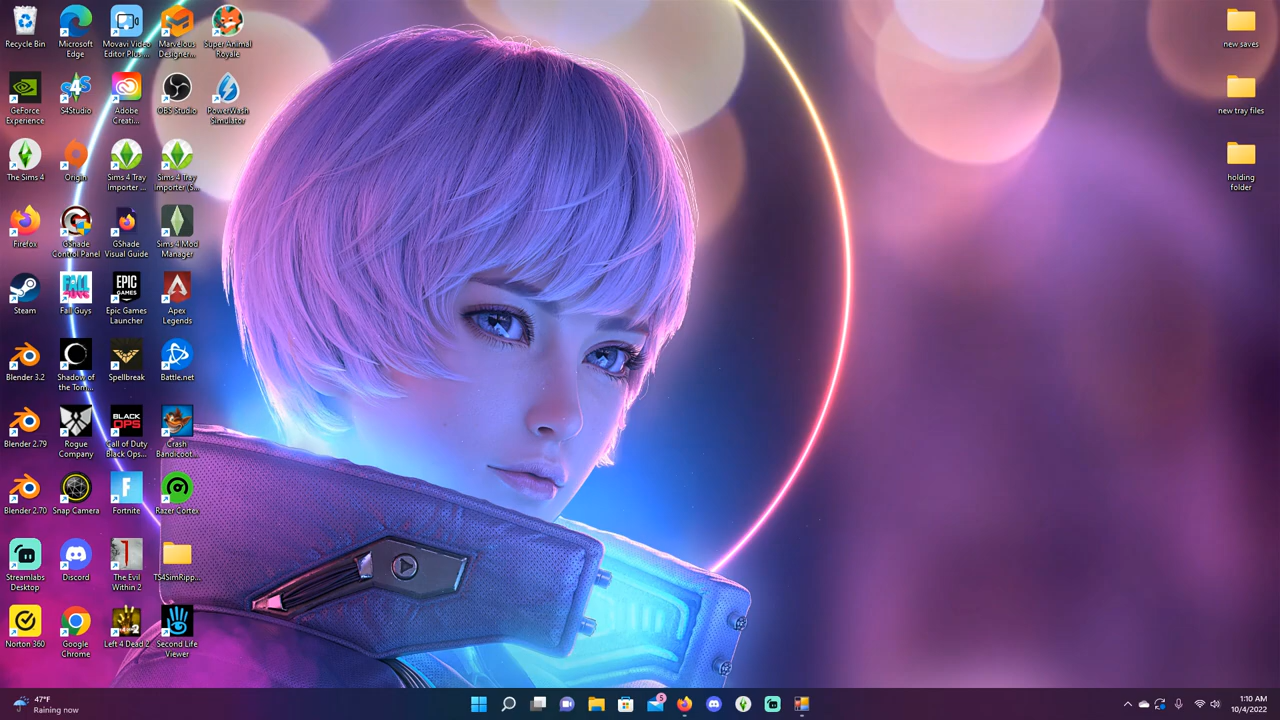 Recycle Bin
Microsoft
Edge
Movavi Video
Editor Plus ...
Marvelous
Designer...
Super Animal
Royale
GeForce
Experience
S4Studio
Adobe
Creati...
OBS Studio
PowerWash
Simulator
The Sims 4
Origin
Sims 4 Tray
Importer ...
Sims 4 Tray
Importer (S...
Firefox
GShade
Control Panel
GShade
Visual Guide
Sims 4 Mod
Manager
Steam
FALL
Fall Guys
EPIC
GAMES
Epic Games
Launcher
Apex
Legends
Blender 3.2
Shadow of
the Tom...
Spellbreak
Battle.net
Blender 2.79
Rogue
Company
BLACK
OPS
Call of Duty
Black Ops...
Crash
Bandicoot...
Blender 2.70
Snap Camera
Fortnite
Razer Cortex
Streamlabs
Desktop
Discord
The Evil
Within 2
TS4SimRipp...
Norton 360
Google
Chrome
Left 4 Dead 2
Second Life
Viewer
new saves
new tray files
holding
folder
47°F
Raining now
5
1:10 AM
10/4/2022